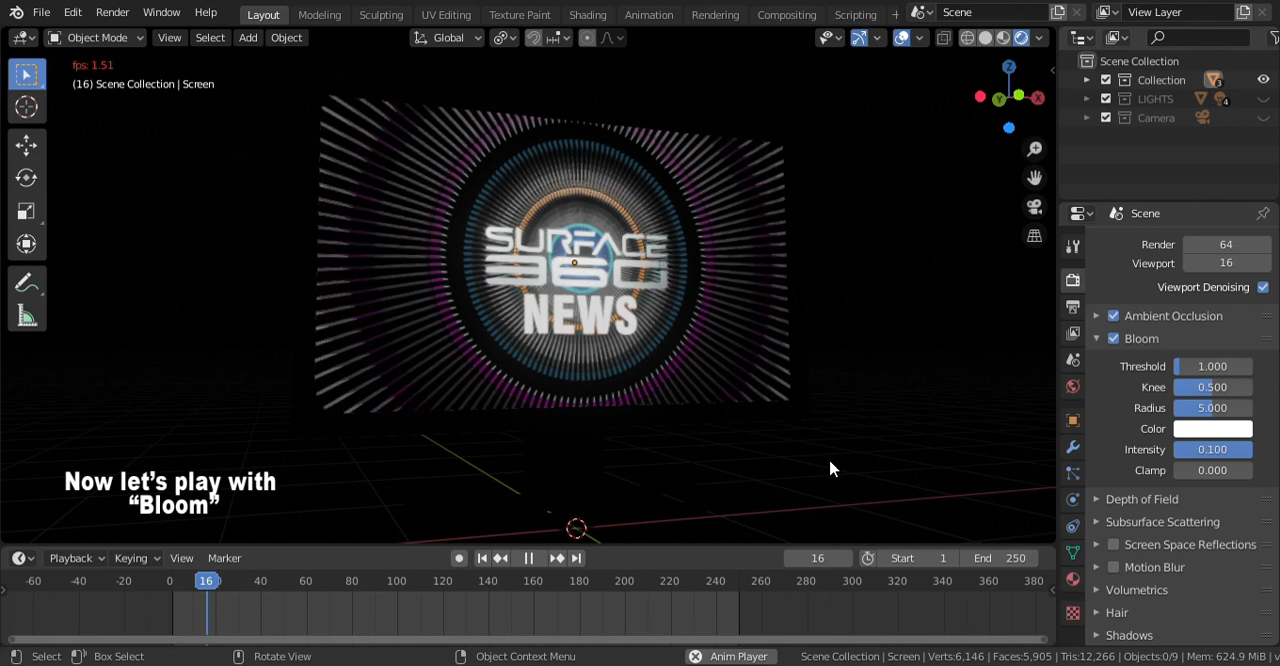 File Edit Render Window Help Layout Modeling Sculpting UV Editing Texture Paint Shading Animation Rendering Compositing Scripting + Scene View Layer
Object Mode View Select Add Object Global
fps: 1.51
(16) Scene Collection | Screen
Z
Y
X
SURFACE
360
NEWS
Now let's play with
“Bloom”
Scene Collection
Collection 3
LIGHTS 4
Camera
Scene
Render 64
Viewport 16
Viewport Denoising
Ambient Occlusion
Bloom
Threshold 1.000
Knee 0.500
Radius 5.000
Color
Intensity 0.100
Clamp 0.000
Depth of Field
Subsurface Scattering
Screen Space Reflections
Motion Blur
Volumetrics
Hair
Shadows
Playback Keying View Marker 16 Start 1 End 250
-60 -40 -20 0 16 40 60 80 100 120 140 160 180 200 220 240 260 280 300 320 340 360 380
Select Box Select Rotate View Object Context Menu Anim Player Scene Collection | Screen | Verts:6,146 | Faces:5,905 | Tris:12,266 | Objects:0/9 | Mem: 624.9 MiB | v